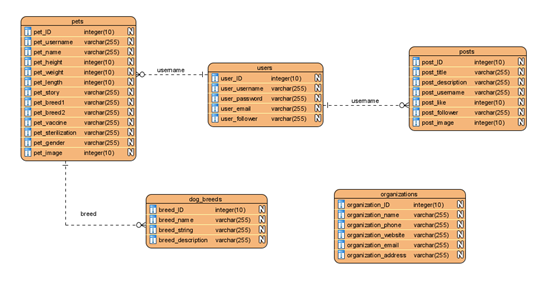 pets
pet_ID integer(10) N
pet_username varchar(255) N
pet_name varchar(255) N
pet_height integer(10) N
pet_weight integer(10) N
pet_length integer(10) N
pet_story varchar(255) N
pet_breed1 varchar(255) N
pet_breed2 varchar(255) N
pet_vaccine varchar(255) N
pet_sterilization varchar(255) N
pet_gender varchar(255) N
pet_image integer(10) N
username
users
user_ID integer(10) N
user_username varchar(255) N
user_password varchar(255) N
user_email varchar(255) N
user_follower varchar(255) N
username
posts
post_ID integer(10) N
post_title varchar(255) N
post_description varchar(255) N
post_username varchar(255) N
post_like integer(10) N
post_follower varchar(255) N
post_image integer(10) N
breed
dog_breeds
breed_ID integer(10) N
breed_name varchar(255) N
breed_string varchar(255) N
breed_description varchar(255) N
organizations
organization_ID integer(10) N
organization_name varchar(255) N
organization_phone varchar(255) N
organization_website varchar(255) N
organization_email varchar(255) N
organization_address varchar(255) N